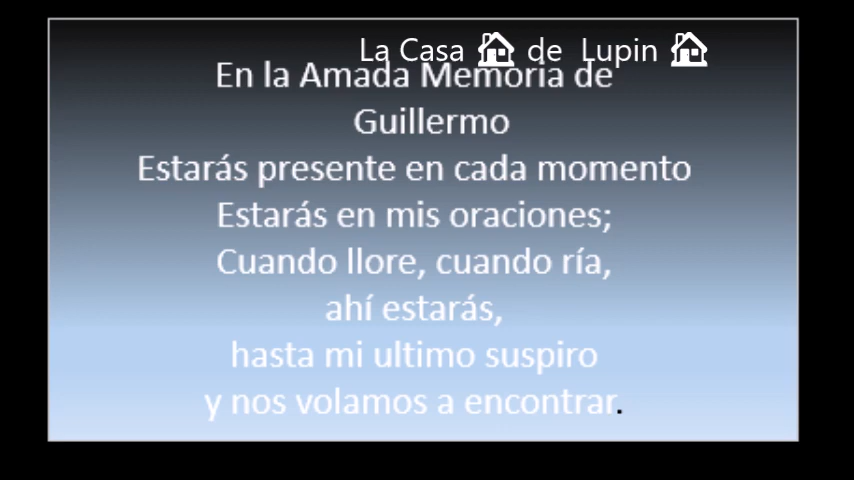 La Casa 🏠 de Lupin 🏠
En la Amada Memoria de
Guillermo
Estarás presente en cada momento
Estarás en mis oraciones;
Cuando llore, cuando ría,
ahí estarás,
hasta mi ultimo suspiro
y nos volamos a encontrar.